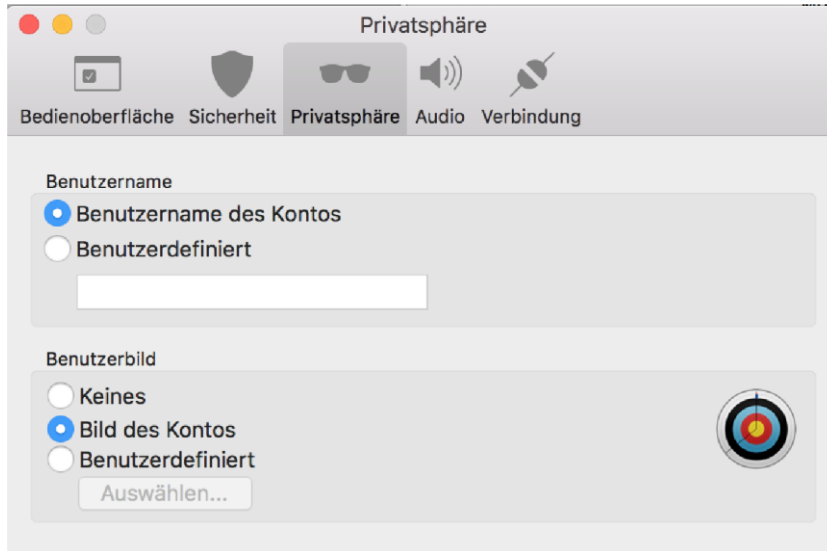 Privatsphäre
Bedienoberfläche Sicherheit Privatsphäre Audio Verbindung
Benutzername
Benutzername des Kontos
Benutzerdefiniert
Benutzerbild
Keines
Bild des Kontos
Benutzerdefiniert
Auswählen...